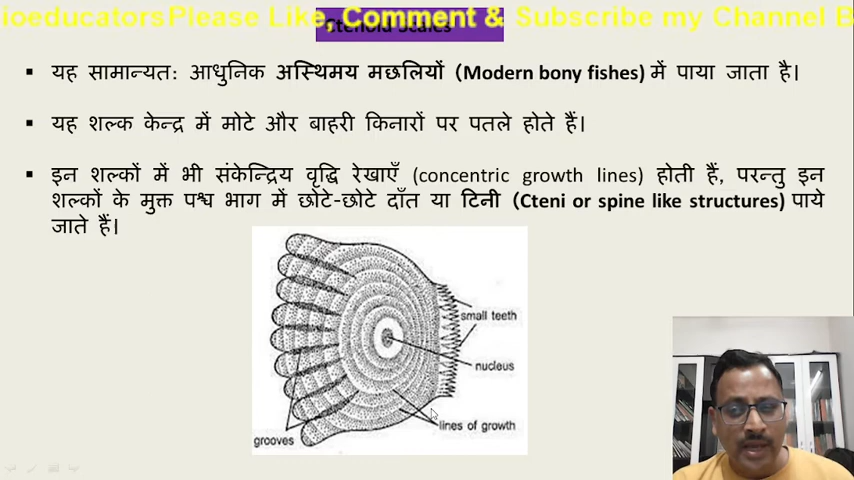 ioeducatorsPlease Like, Comment & Subscribe my Channel B
Ctenoid Scales
▪ यह सामान्यत: आधुनिक अस्थिमय मछलियों (Modern bony fishes) में पाया जाता है।
▪ यह शल्क केन्द्र में मोटे और बाहरी किनारों पर पतले होते हैं।
▪ इन शल्कों में भी संकेन्द्रिय वृद्धि रेखाएँ (concentric growth lines) होती हैं, परन्तु इन
शल्कों के मुक्त पश्च भाग में छोटे-छोटे दाँत या टिनी (Cteni or spine like structures) पाये
जाते हैं।
small teeth
nucleus
lines of growth
grooves